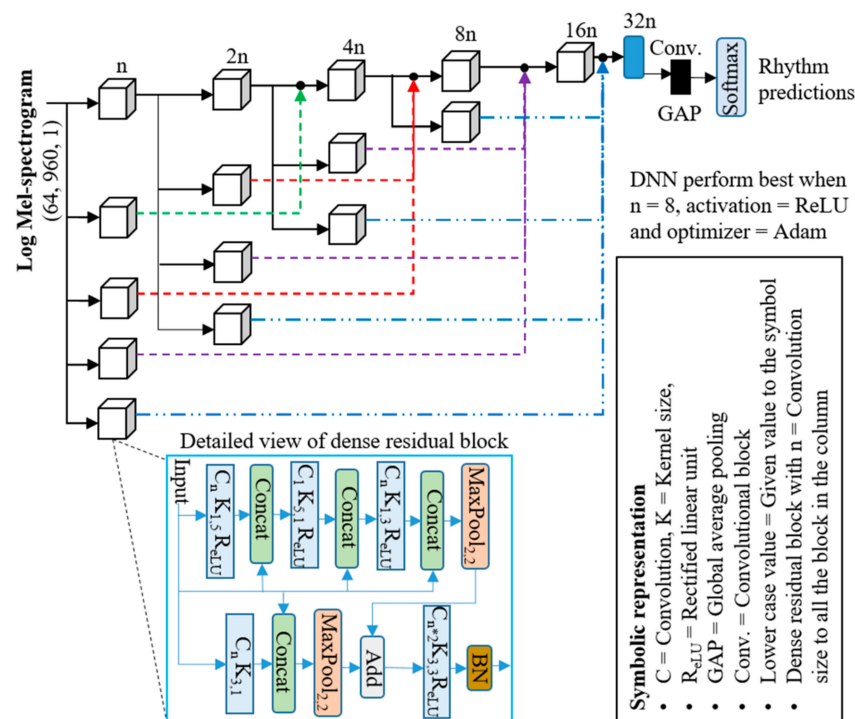 n
2n
4n
8n
16n
32n
Conv.
GAP
Softmax
Rhythm
predictions
Log Mel-spectrogram
(64, 960, 1)
DNN perform best when
n = 8, activation = ReLU
and optimizer = Adam
Detailed view of dense residual block
Input
CnK1,5ReLU
Concat
C1K5,1ReLU
Concat
CnK1,3ReLU
Concat
MaxPool2,2
CnK3,1
Concat
MaxPool2,2
Add
Cn*2K3,3ReLU
BN
Symbolic representation
• C = Convolution, K = Kernel size,
• ReLU = Rectified linear unit
• GAP = Global average pooling
• Conv. = Convolutional block
• Lower case value = Given value to the symbol
• Dense residual block with n = Convolution
size to all the block in the column